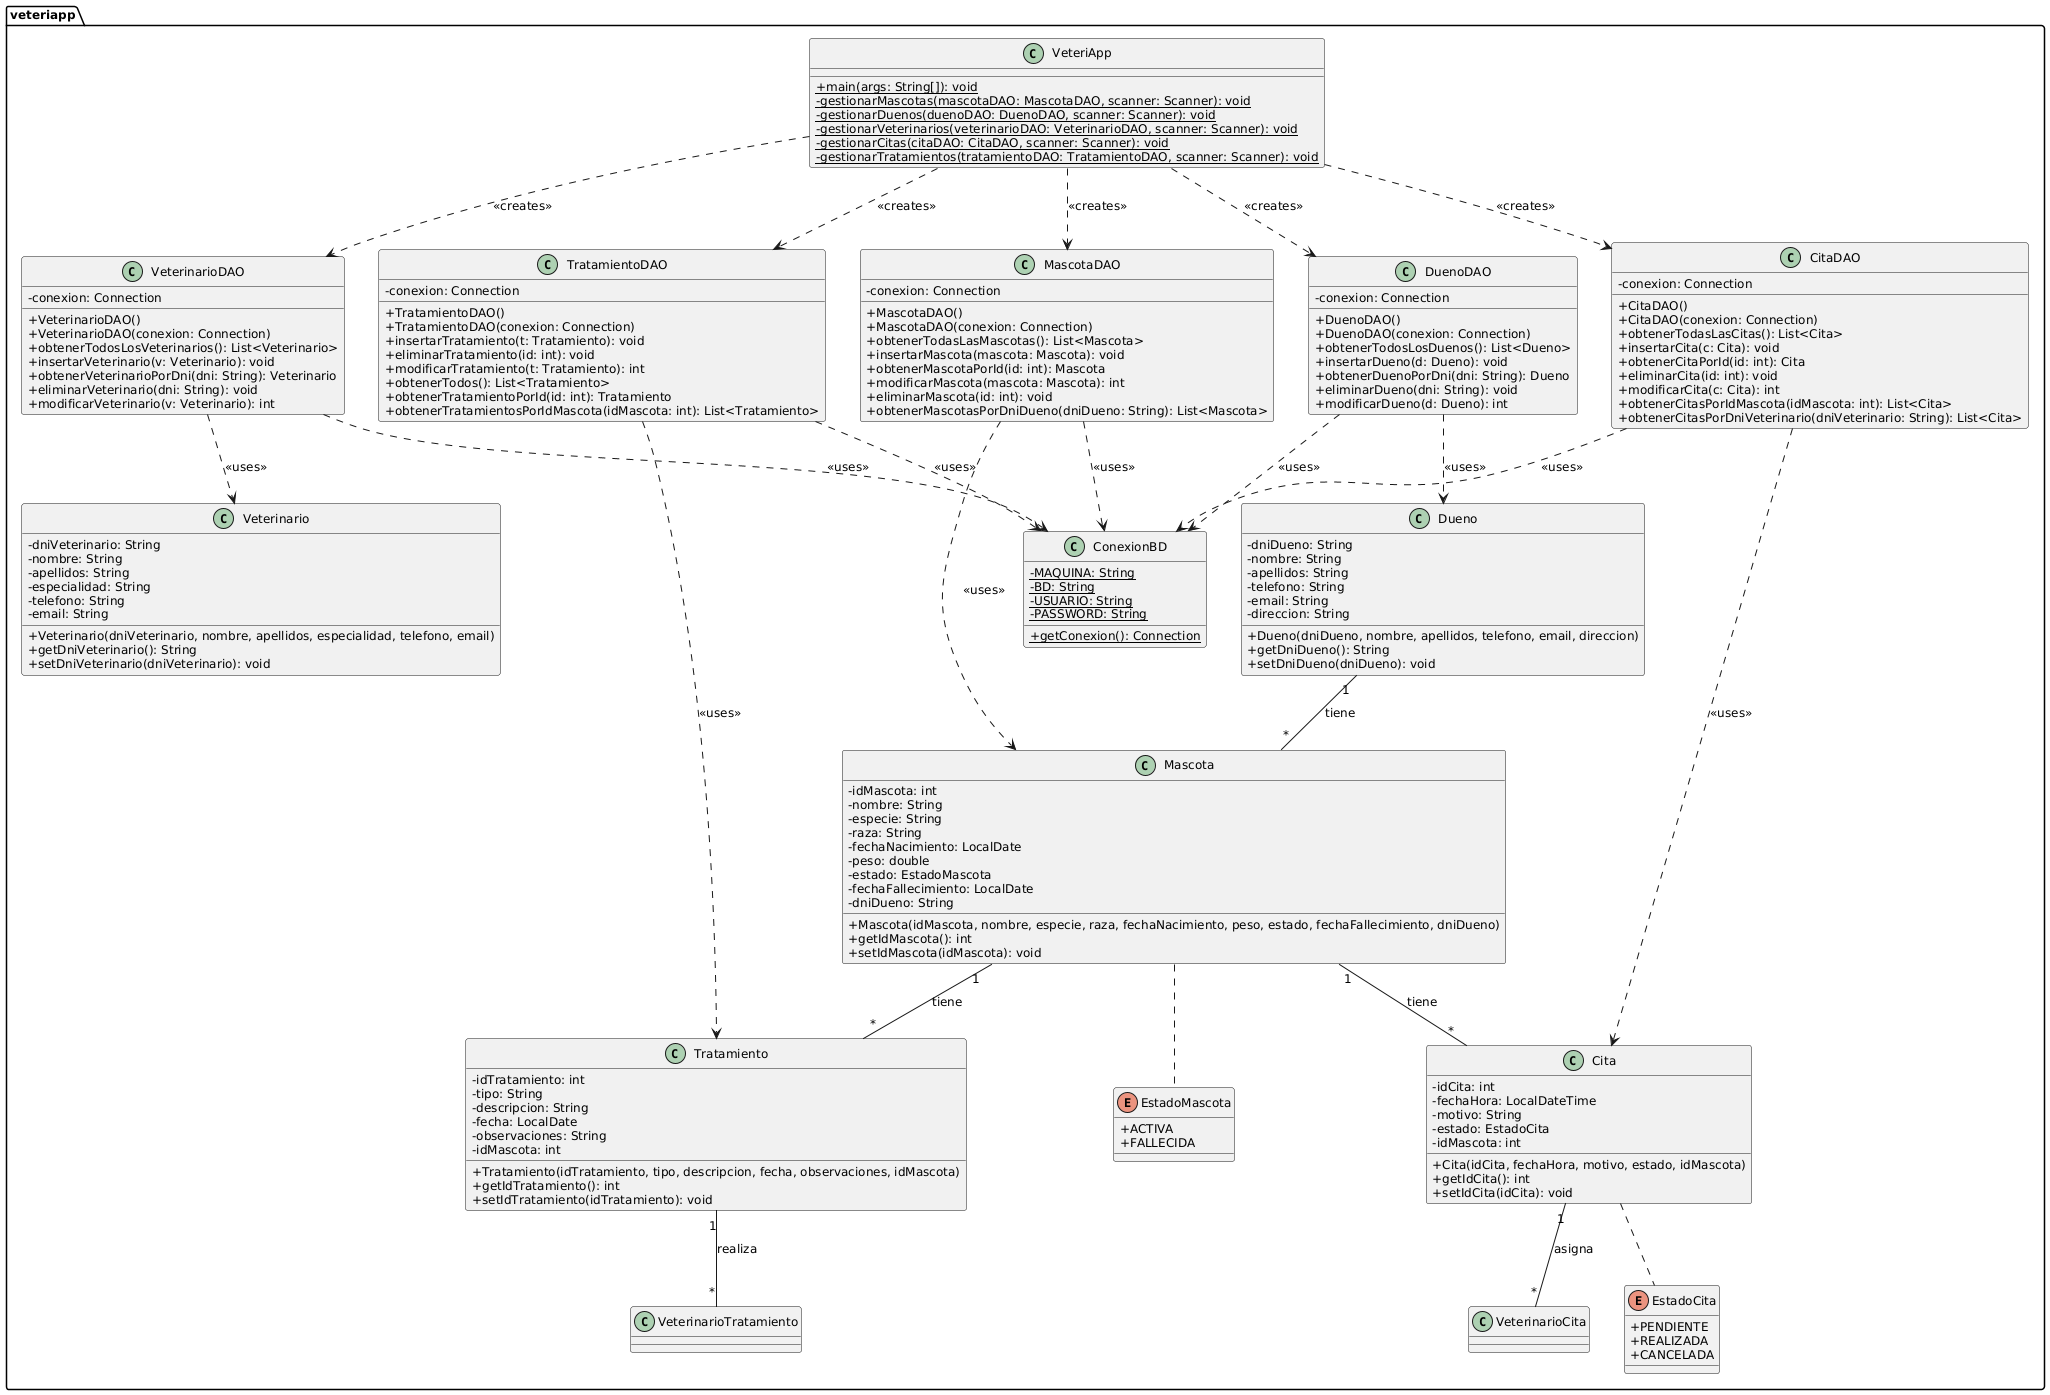 veteriapp
C VeteriApp
+main(args: String[]): void
-gestionarMascotas(mascotaDAO: MascotaDAO, scanner: Scanner): void
-gestionarDuenos(duenoDAO: DuenoDAO, scanner: Scanner): void
-gestionarVeterinarios(veterinarioDAO: VeterinarioDAO, scanner: Scanner): void
-gestionarCitas(citaDAO: CitaDAO, scanner: Scanner): void
-gestionarTratamientos(tratamientoDAO: TratamientoDAO, scanner: Scanner): void
«creates»
«creates»
«creates»
«creates»
«creates»
C VeterinarioDAO
-conexion: Connection
+VeterinarioDAO()
+VeterinarioDAO(conexion: Connection)
+obtenerTodosLosVeterinarios(): List<Veterinario>
+insertarVeterinario(v: Veterinario): void
+obtenerVeterinarioPorDni(dni: String): Veterinario
+eliminarVeterinario(dni: String): void
+modificarVeterinario(v: Veterinario): int
C TratamientoDAO
-conexion: Connection
+TratamientoDAO()
+TratamientoDAO(conexion: Connection)
+insertarTratamiento(t: Tratamiento): void
+eliminarTratamiento(id: int): void
+modificarTratamiento(t: Tratamiento): int
+obtenerTodos(): List<Tratamiento>
+obtenerTratamientoPorId(id: int): Tratamiento
+obtenerTratamientosPorIdMascota(idMascota: int): List<Tratamiento>
C MascotaDAO
-conexion: Connection
+MascotaDAO()
+MascotaDAO(conexion: Connection)
+obtenerTodasLasMascotas(): List<Mascota>
+insertarMascota(mascota: Mascota): void
+obtenerMascotaPorId(id: int): Mascota
+modificarMascota(mascota: Mascota): int
+eliminarMascota(id: int): void
+obtenerMascotasPorDniDueno(dniDueno: String): List<Mascota>
C DuenoDAO
-conexion: Connection
+DuenoDAO()
+DuenoDAO(conexion: Connection)
+obtenerTodosLosDuenos(): List<Dueno>
+insertarDueno(d: Dueno): void
+obtenerDuenoPorDni(dni: String): Dueno
+eliminarDueno(dni: String): void
+modificarDueno(d: Dueno): int
C CitaDAO
-conexion: Connection
+CitaDAO()
+CitaDAO(conexion: Connection)
+obtenerTodasLasCitas(): List<Cita>
+insertarCita(c: Cita): void
+obtenerCitaPorId(id: int): Cita
+eliminarCita(id: int): void
+modificarCita(c: Cita): int
+obtenerCitasPorIdMascota(idMascota: int): List<Cita>
+obtenerCitasPorDniVeterinario(dniVeterinario: String): List<Cita>
«uses»
«uses»
«uses»
«uses»
«uses»
«uses»
«uses»
C Veterinario
-dniVeterinario: String
-nombre: String
-apellidos: String
-especialidad: String
-telefono: String
-email: String
+Veterinario(dniVeterinario, nombre, apellidos, especialidad, telefono, email)
+getDniVeterinario(): String
+setDniVeterinario(dniVeterinario): void
«uses»
C ConexionBD
-MAQUINA: String
-BD: String
-USUARIO: String
-PASSWORD: String
+getConexion(): Connection
C Dueno
-dniDueno: String
-nombre: String
-apellidos: String
-telefono: String
-email: String
-direccion: String
+Dueno(dniDueno, nombre, apellidos, telefono, email, direccion)
+getDniDueno(): String
+setDniDueno(dniDueno): void
1
«uses»
tiene
«uses»
*
C Mascota
-idMascota: int
-nombre: String
-especie: String
-raza: String
-fechaNacimiento: LocalDate
-peso: double
-estado: EstadoMascota
-fechaFallecimiento: LocalDate
-dniDueno: String
+Mascota(idMascota, nombre, especie, raza, fechaNacimiento, peso, estado, fechaFallecimiento, dniDueno)
+getIdMascota(): int
+setIdMascota(idMascota): void
1
1
tiene
tiene
*
*
C Tratamiento
-idTratamiento: int
-tipo: String
-descripcion: String
-fecha: LocalDate
-observaciones: String
-idMascota: int
+Tratamiento(idTratamiento, tipo, descripcion, fecha, observaciones, idMascota)
+getIdTratamiento(): int
+setIdTratamiento(idTratamiento): void
E EstadoMascota
+ACTIVA
+FALLECIDA
C Cita
-idCita: int
-fechaHora: LocalDateTime
-motivo: String
-estado: EstadoCita
-idMascota: int
+Cita(idCita, fechaHora, motivo, estado, idMascota)
+getIdCita(): int
+setIdCita(idCita): void
1
1
realiza
asigna
*
*
C VeterinarioTratamiento
C VeterinarioCita
E EstadoCita
+PENDIENTE
+REALIZADA
+CANCELADA